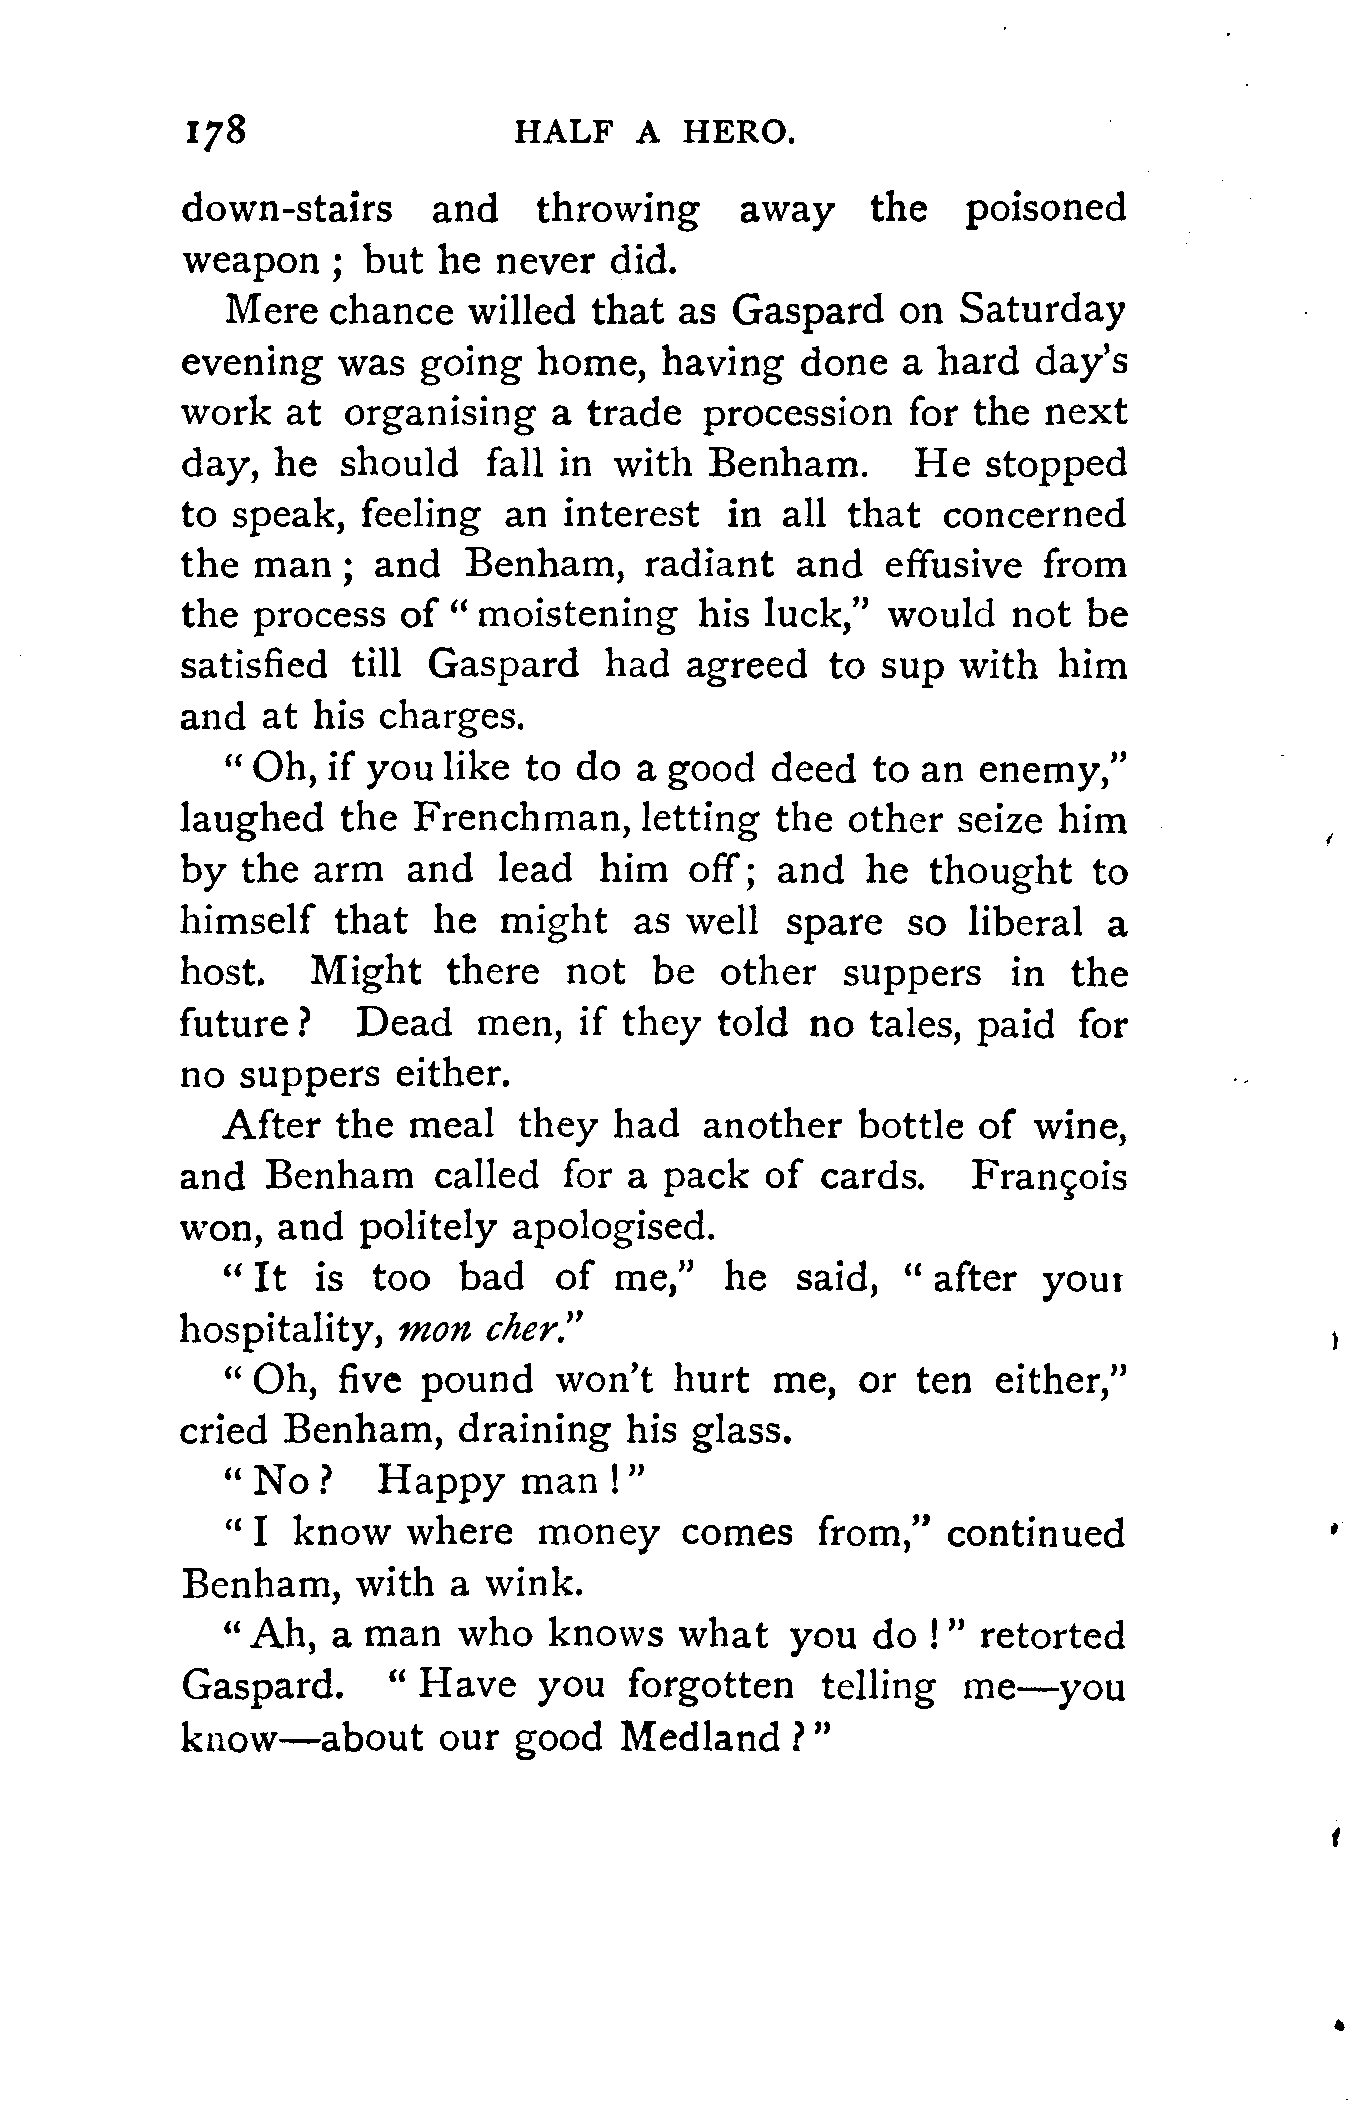 178 HALF A HERO.
down-stairs and throwing away the poisoned
weapon ; but he never did.
Mere chance willed that as Gaspard on Saturday
evening was going home, having done a hard day's
work at organising a trade procession for the next
day, he should fall in with Benham. He stopped
to speak, feeling an interest in all that concerned
the man ; and Benham, radiant and effusive from
the process of “ moistening his luck,” would not be
satisfied till Gaspard had agreed to sup with him
and at his charges.
“ Oh, if you like to do a good deed to an enemy,”
laughed the Frenchman, letting the other seize him
by the arm and lead him off; and he thought to
himself that he might as well spare so liberal a
host. Might there not be other suppers in the
future ? Dead men, if they told no tales, paid for
no suppers either.
After the meal they had another bottle of wine,
and Benham called for a pack of cards. François
won, and politely apologised.
“ It is too bad of me,” he said, “ after your
hospitality, mon cher.”
“ Oh, five pound won't hurt me, or ten either,”
cried Benham, draining his glass.
“ No ? Happy man ! ”
“ I know where money comes from,” continued
Benham, with a wink.
“ Ah, a man who knows what you do ! ” retorted
Gaspard. “ Have you forgotten telling me—you
know—about our good Medland ? ”